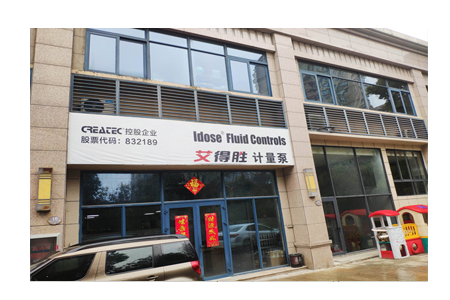 CREATEC 控股企业
股票代码：832189
Idose® Fluid Controls
艾得胜 计量泵
福